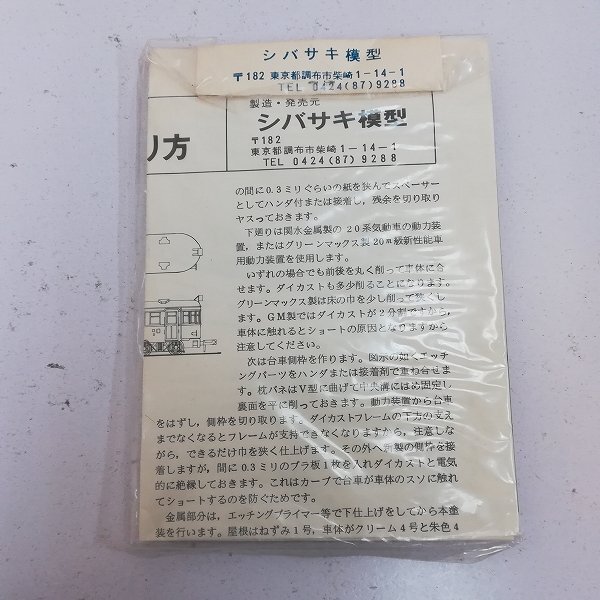 シバサキ模型
〒182 東京都調布市柴崎1-14-1
TEL 0424(87)9288
製造・発売元
シバサキ模型
〒182
東京都調布市柴崎1-14-1
TEL 0424(87)9288
り方
の間に0.3ミリぐらいの紙を狭んでスペーサー
としてハンダ付または接着し，残余を切り取り
ヤスっておきます。
下廻りは関水金属製の20系気動車の動力装
置，またはグリーンマックス製20m級新性能車
用動力装置を使用します。
いずれの場合でも前後を丸く削って車体に合
せます。ダイカストも多少削ることになります。
グリーンマックス製は床の巾を少し削って狭くし
ます。GM製ではダイカストが2分割ですから，
車体に触れるとショートの原因となりますから
注意してください。
次は台車側枠を作ります。図示の如くエッチ
ングパーツをハンダまたは接着剤で重ね合せま
す。枕バネはV型に曲げて中央溝にはめ固定し
裏面を平に削っておきます。動力装置から台車
をはずし，側枠を切り取ります。ダイカストフレームの下方の支え
までなくなるとフレームが支持できなくなりますから，注意しな
がら，できるだけ巾を狭く仕上げます。その外へ新製の側枠を接
着しますが，間に0.3ミリのプラ板1枚を入れダイカストと電気
的に絶縁しておきます。これはカーブで台車が車体のスソに触れ
てショートするのを防ぐためです。
金属部分は，エッチングプライマー等で下仕上げをしてから本塗
装を行います。屋根はねずみ1号，車体がクリーム4号と朱色4